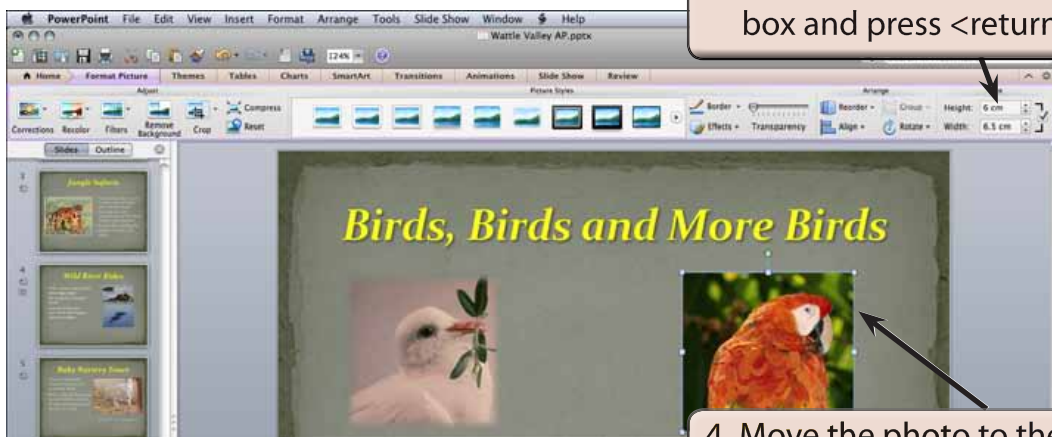 PowerPoint File Edit View Insert Format Arrange Tools Slide Show Window Help
box and press <return
Wattle Valley AP.pptx
124%
Home Format Picture Themes Tables Charts SmartArt Transitions Animations Slide Show Review
Adjust Picture Styles Arrange
Corrections Recolor Filters Remove Background Crop Compress Reset
Border Effects Transparency
Reorder Group Align Rotate
Height: 6 cm
Width: 6.5 cm
Slides Outline
3
Jungle Safaris
4
Wild River Rides
5
Baby Nursery Tours
Birds, Birds and More Birds
4 Move the photo to the